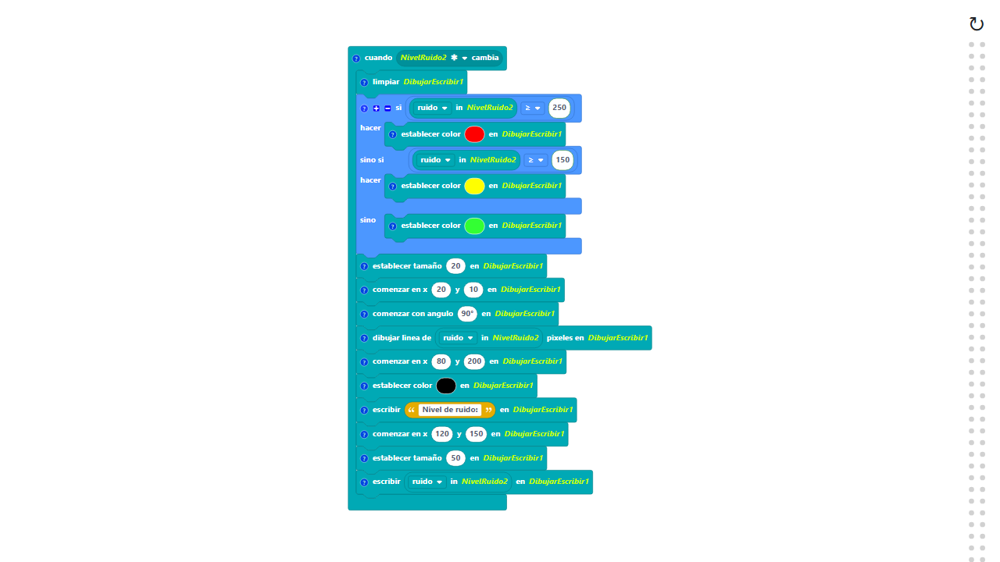 cuando NivelRuido2 * cambia
limpiar DibujarEscribir1
si ruido in NivelRuido2 ≥ 250
hacer
establecer color en DibujarEscribir1
sino si ruido in NivelRuido2 ≥ 150
hacer
establecer color en DibujarEscribir1
sino
establecer color en DibujarEscribir1
establecer tamaño 20 en DibujarEscribir1
comenzar en x 20 y 10 en DibujarEscribir1
comenzar con angulo 90° en DibujarEscribir1
dibujar linea de ruido in NivelRuido2 pixeles en DibujarEscribir1
comenzar en x 80 y 200 en DibujarEscribir1
establecer color en DibujarEscribir1
escribir “ Nivel de ruido: ” en DibujarEscribir1
comenzar en x 120 y 150 en DibujarEscribir1
establecer tamaño 50 en DibujarEscribir1
escribir ruido in NivelRuido2 en DibujarEscribir1